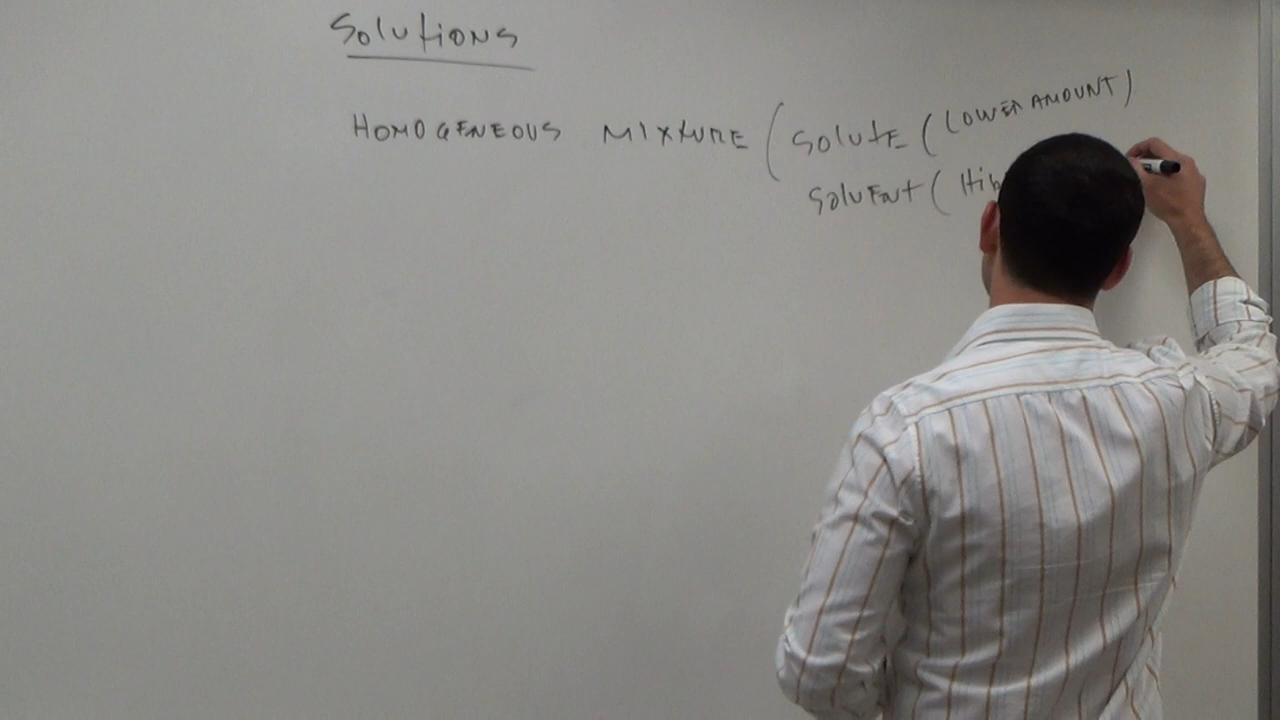 Solutions
HOMOGENEOUS MIXTURE ( SOLUTE ( LOWER AMOUNT )
SOLVENT (